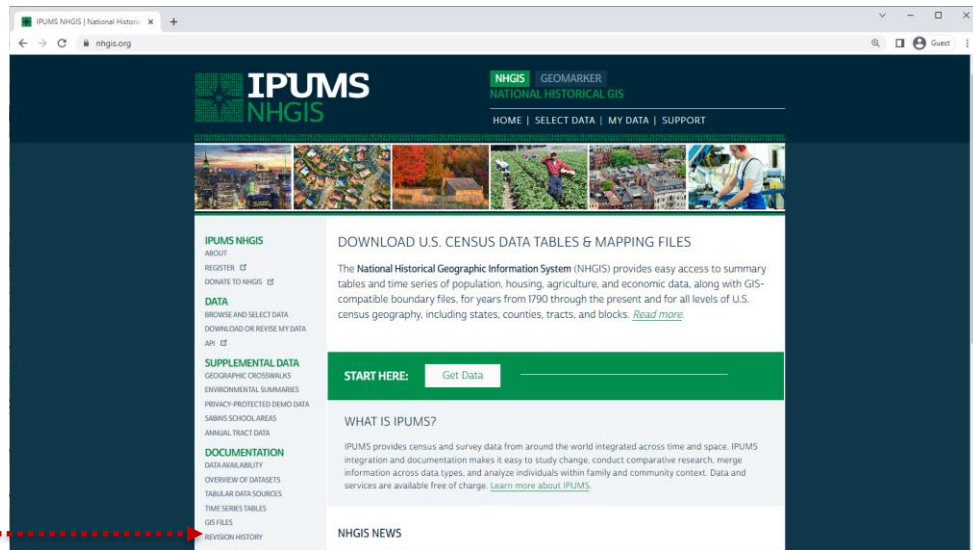 IPUMS NHGIS | National Historic
nhgis.org
Guest
IPUMS
NHGIS
NHGIS GEOMARKER
NATIONAL HISTORICAL GIS
HOME | SELECT DATA | MY DATA | SUPPORT
IPUMS NHGIS
ABOUT
REGISTER
DONATE TO NHGIS
DATA
BROWSE AND SELECT DATA
DOWNLOAD OR REVISE MY DATA
API
SUPPLEMENTAL DATA
GEOGRAPHIC CROSSWALKS
ENVIRONMENTAL SUMMARIES
PRIVACY-PROTECTED DEMO DATA
SABINS SCHOOL AREAS
ANNUAL TRACT DATA
DOCUMENTATION
DATA AVAILABILITY
OVERVIEW OF DATASETS
TABULAR DATA SOURCES
TIME SERIES TABLES
GIS FILES
REVISION HISTORY
DOWNLOAD U.S. CENSUS DATA TABLES & MAPPING FILES
The National Historical Geographic Information System (NHGIS) provides easy access to summary
tables and time series of population, housing, agriculture, and economic data, along with GIS-
compatible boundary files, for years from 1790 through the present and for all levels of U.S.
census geography, including states, counties, tracts, and blocks. Read more.
START HERE: Get Data
WHAT IS IPUMS?
IPUMS provides census and survey data from around the world integrated across time and space. IPUMS
integration and documentation makes it easy to study change, conduct comparative research, merge
information across data types, and analyze individuals within family and community context. Data and
services are available free of charge. Learn more about IPUMS.
NHGIS NEWS